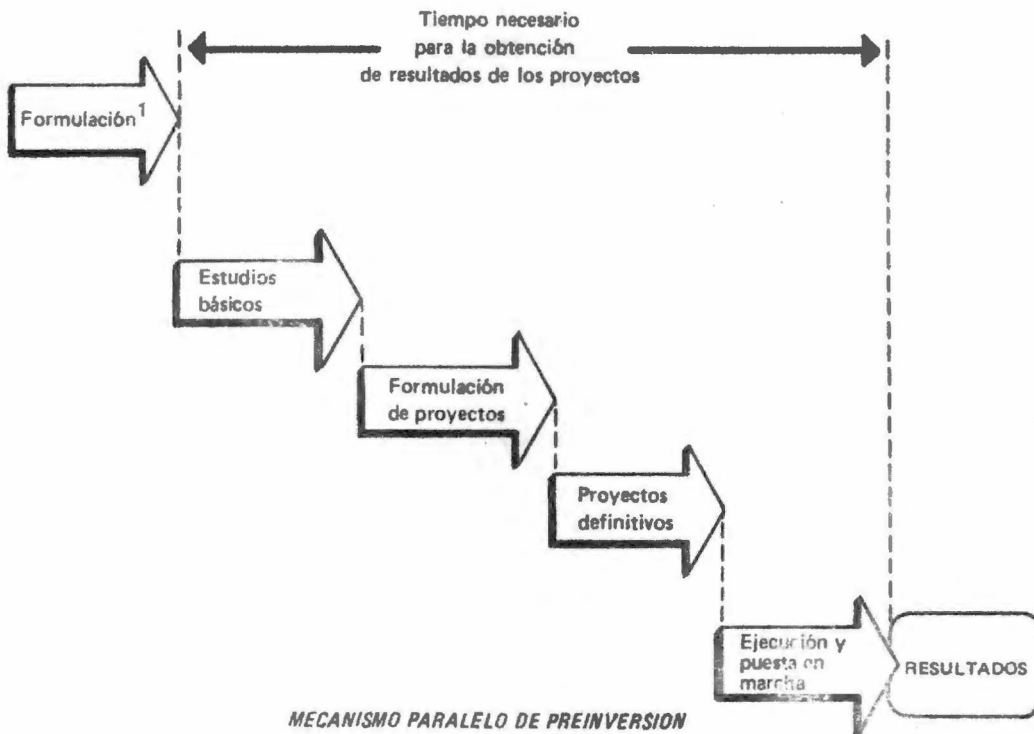 Tiempo necesario
para la obtención
de resultados de los proyectos
Formulación¹
Estudios
básicos
Formulación
de proyectos
Proyectos
definitivos
Ejecución y
puesta en
marcha
RESULTADOS
MECANISMO PARALELO DE PREINVERSION